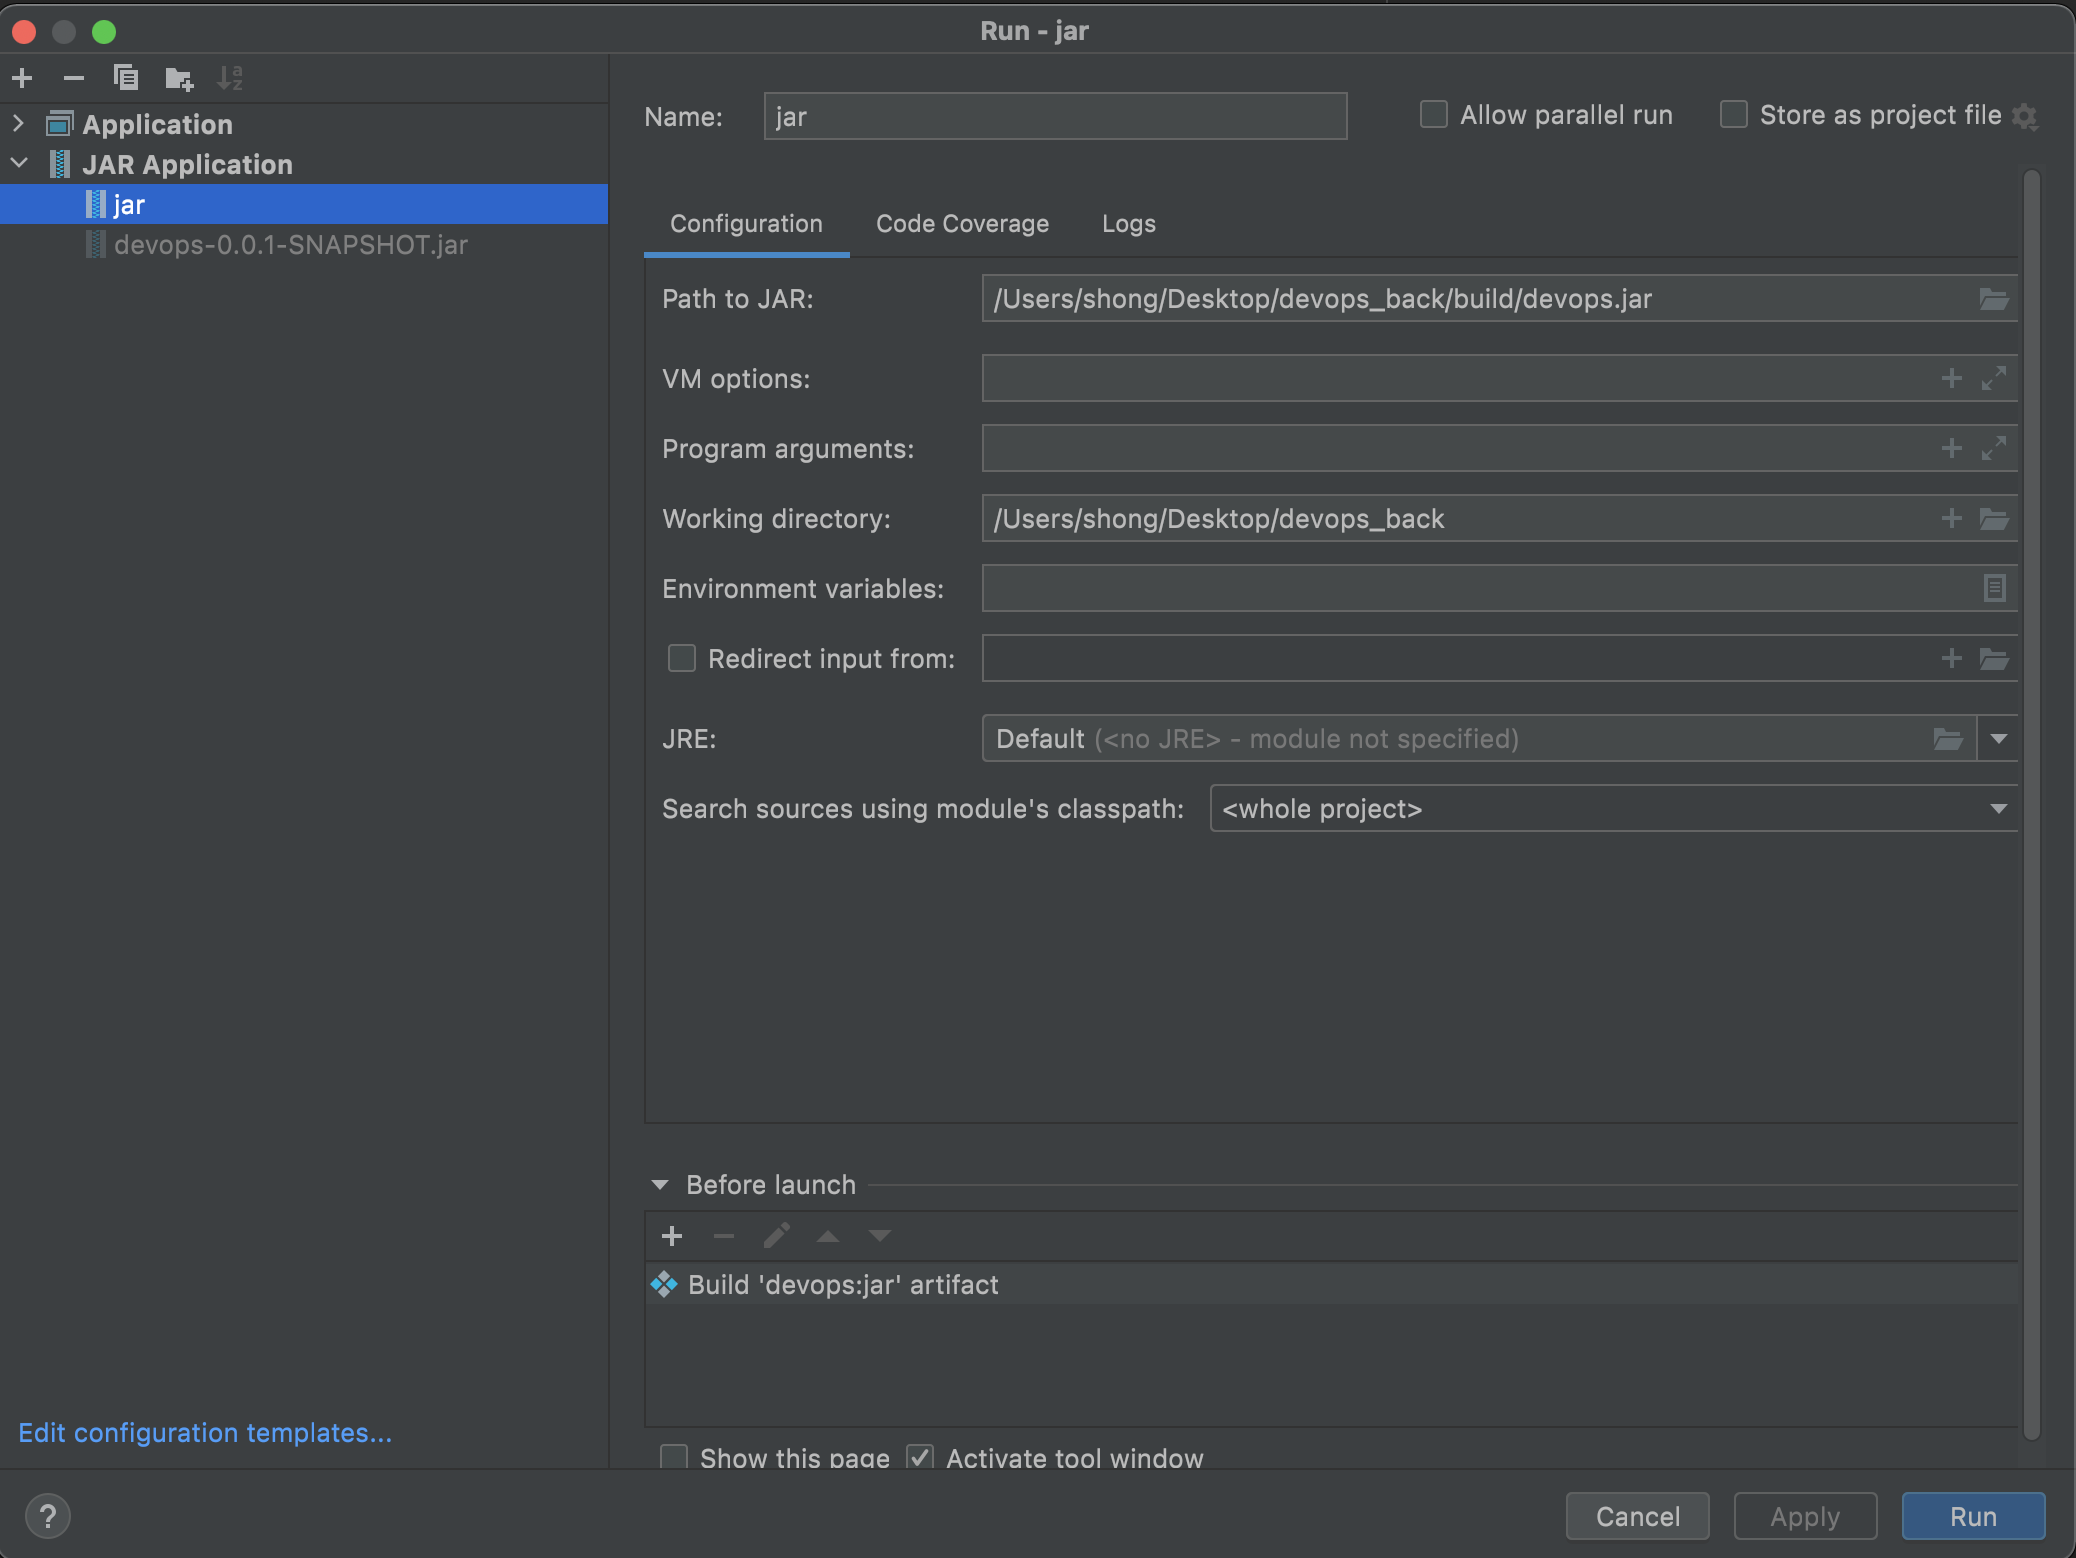 Run - jar
Application
JAR Application
jar
devops-0.0.1-SNAPSHOT.jar
Edit configuration templates...
Name: jar
Allow parallel run
Store as project file
Configuration Code Coverage Logs
Path to JAR: /Users/shong/Desktop/devops_back/build/devops.jar
VM options:
Program arguments:
Working directory: /Users/shong/Desktop/devops_back
Environment variables:
Redirect input from:
JRE: Default (<no JRE> - module not specified)
Search sources using module's classpath: <whole project>
Before launch
Build 'devops:jar' artifact
Show this page Activate tool window
? Cancel Apply Run